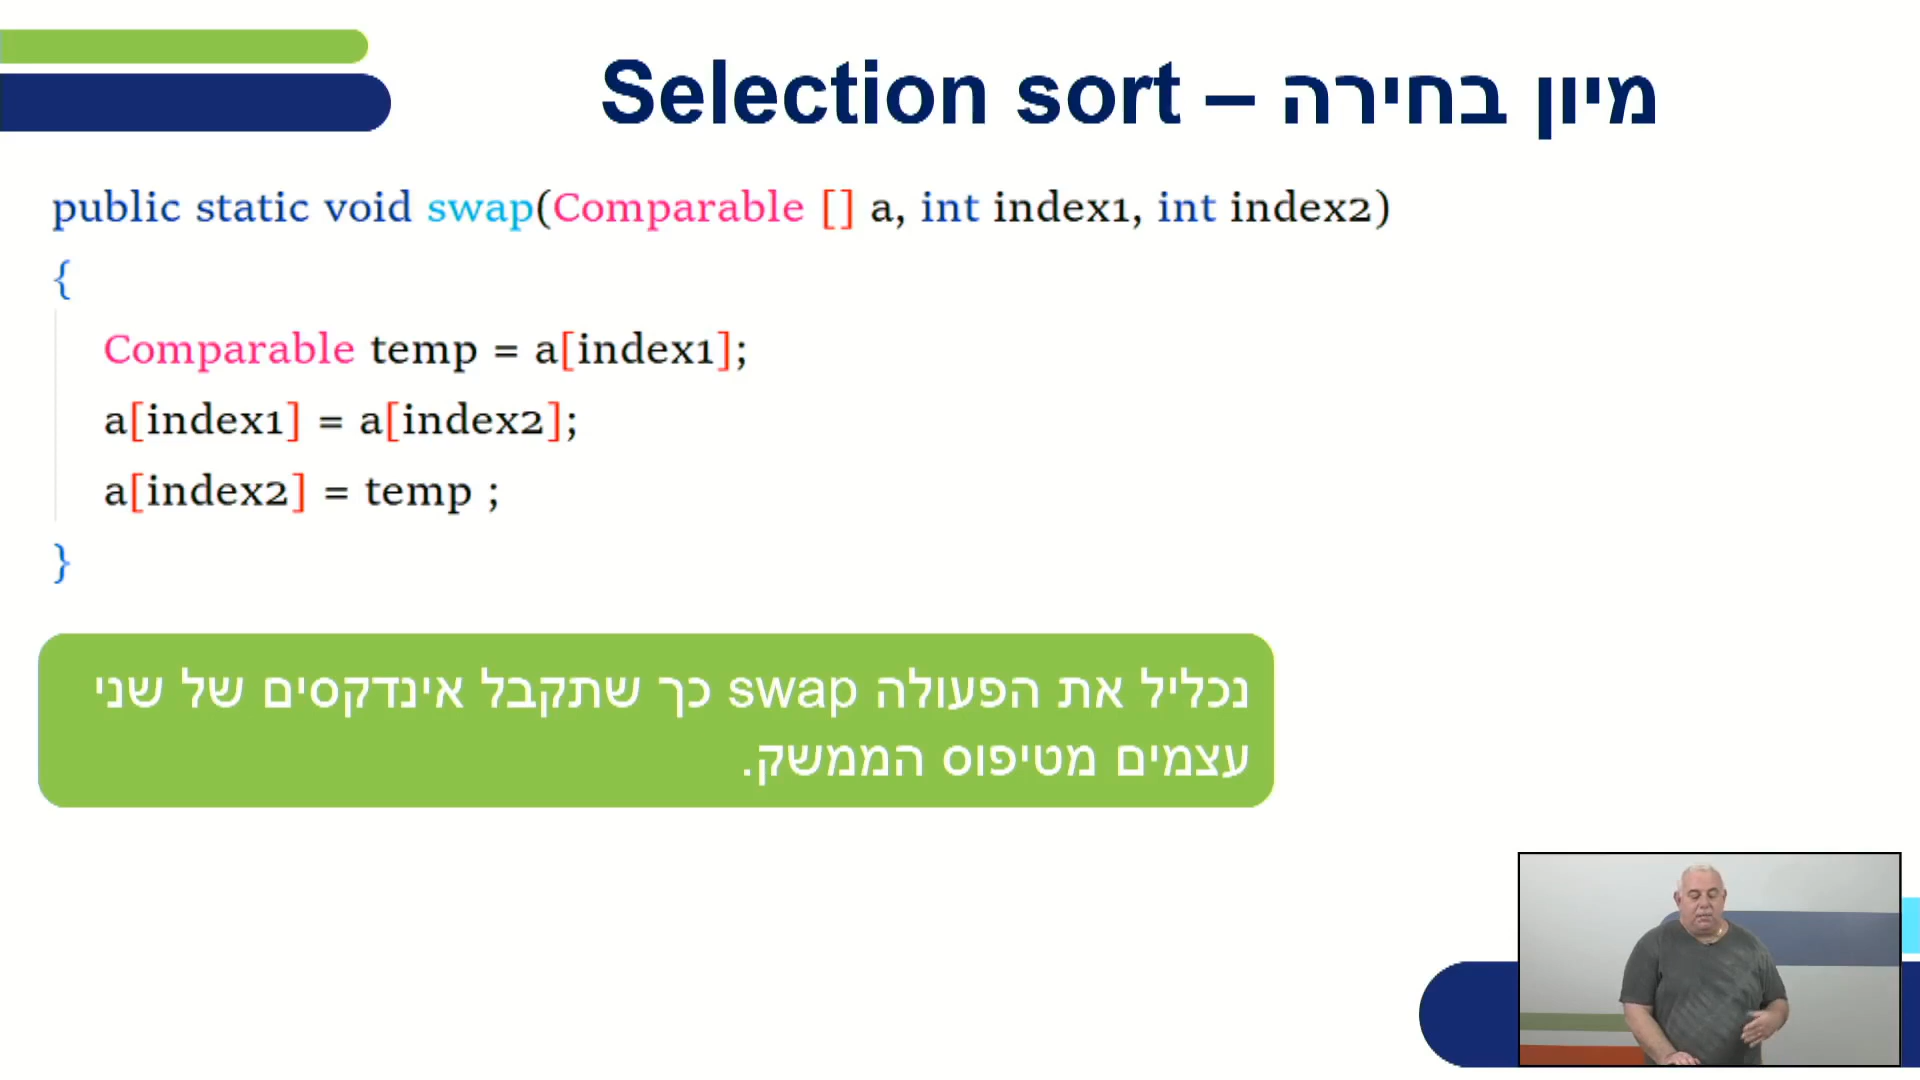 מיון בחירה – Selection sort
public static void swap(Comparable [] a, int index1, int index2)
{
Comparable temp = a[index1];
a[index1] = a[index2];
a[index2] = temp ;
}
נכליל את הפעולה swap כך שתקבל אינדקסים של שני
עצמים מטיפוס הממשק.